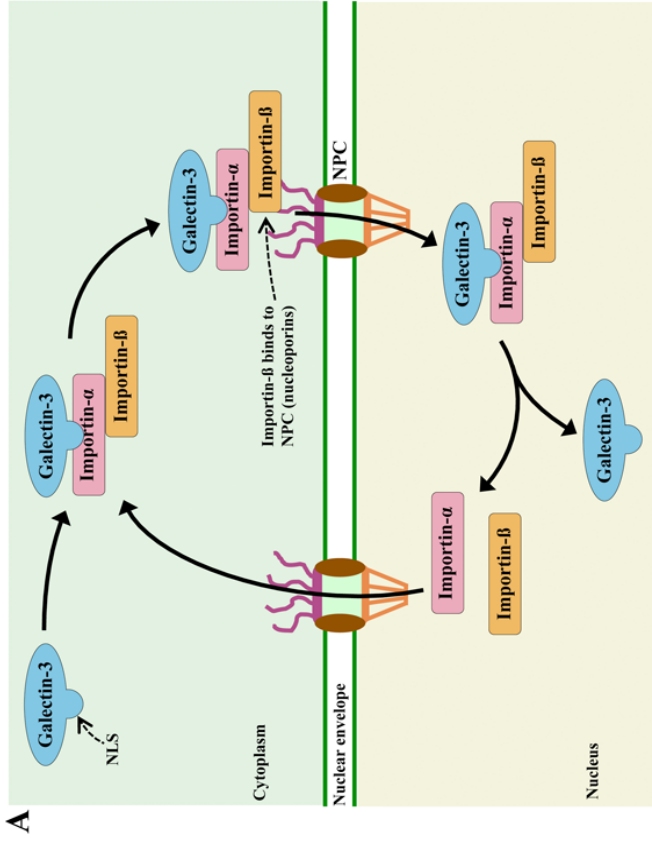 A
Galectin-3
NLS
Galectin-3
Importin-α
Importin-ß
Galectin-3
Importin-α
Importin-ß
Importin-ß binds to
NPC (nucleoporins)
Cytoplasm
Nuclear envelope
NPC
Galectin-3
Importin-α
Importin-ß
Importin-α
Importin-ß
Galectin-3
Nucleus